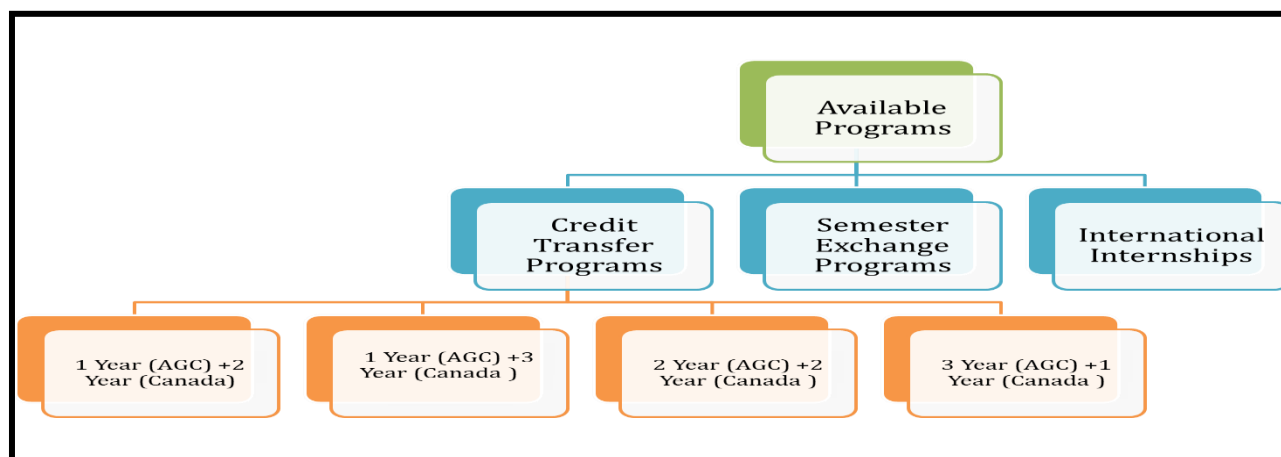 Available
Programs
Credit
Transfer
Programs
Semester
Exchange
Programs
International
Internships
1 Year (AGC) +2
Year (Canada)
1 Year (AGC) +3
Year (Canada )
2 Year (AGC) +2
Year (Canada )
3 Year (AGC) +1
Year (Canada )